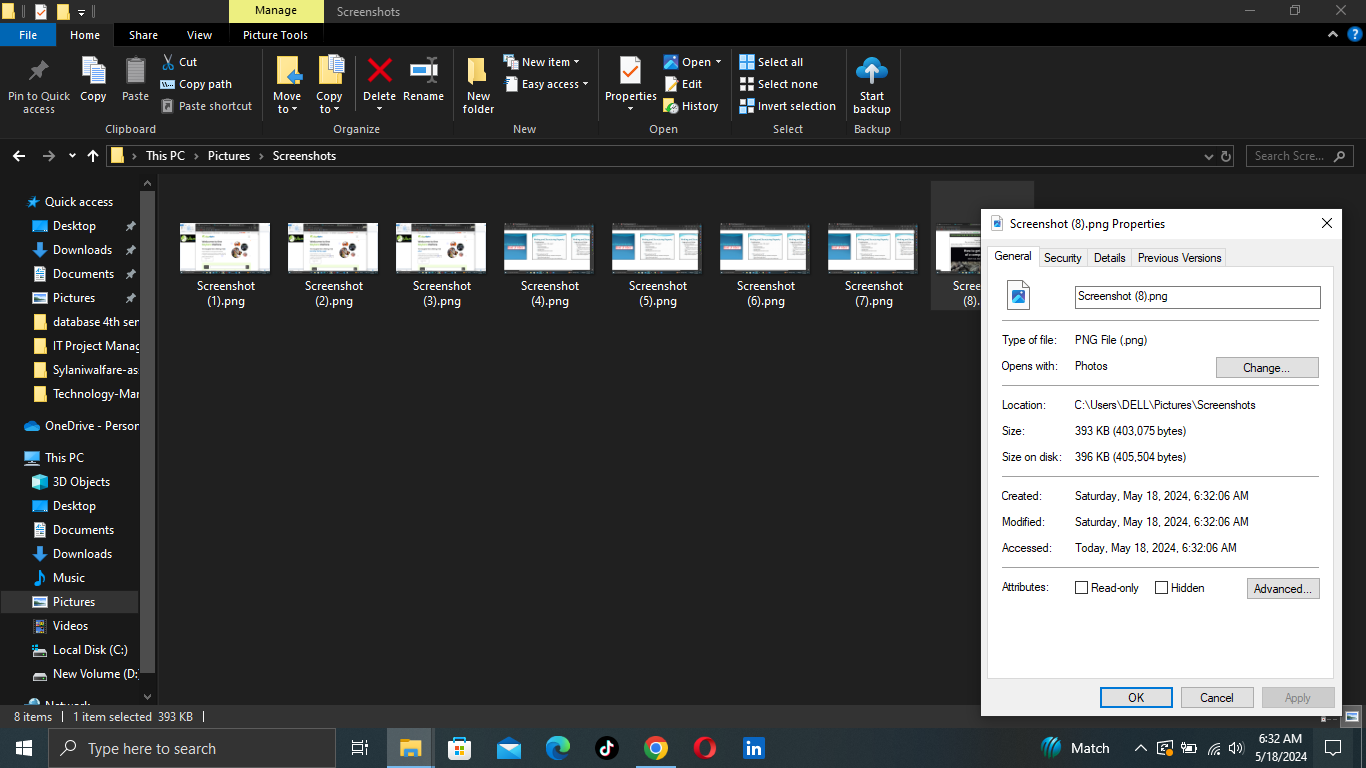 Manage
Screenshots
File
Home
Share
View
Picture Tools
Pin to Quick access
Copy
Paste
Cut
Copy path
Paste shortcut
Clipboard
Move to
Copy to
Delete
Rename
Organize
New folder
New item
Easy access
New
Properties
Open
Edit
History
Open
Select all
Select none
Invert selection
Select
Start backup
Backup
This PC > Pictures > Screenshots
Search Scre...
Quick access
Desktop
Downloads
Documents
Pictures
database 4th sem
IT Project Manag
Sylaniwalfare-as
Technology-Man
OneDrive - Person
This PC
3D Objects
Desktop
Documents
Downloads
Music
Pictures
Videos
Local Disk (C:)
New Volume (D:
Network
Screenshot (1).png
Screenshot (2).png
Screenshot (3).png
Screenshot (4).png
Screenshot (5).png
Screenshot (6).png
Screenshot (7).png
Screenshot (8).png Properties
General
Security
Details
Previous Versions
Screenshot (8).png
Type of file: PNG File (.png)
Opens with: Photos
Change...
Location: C:\Users\DELL\Pictures\Screenshots
Size: 393 KB (403,075 bytes)
Size on disk: 396 KB (405,504 bytes)
Created: Saturday, May 18, 2024, 6:32:06 AM
Modified: Saturday, May 18, 2024, 6:32:06 AM
Accessed: Today, May 18, 2024, 6:32:06 AM
Attributes: Read-only Hidden
Advanced...
OK
Cancel
Apply
8 items
1 item selected 393 KB
Type here to search
Match
6:32 AM
5/18/2024